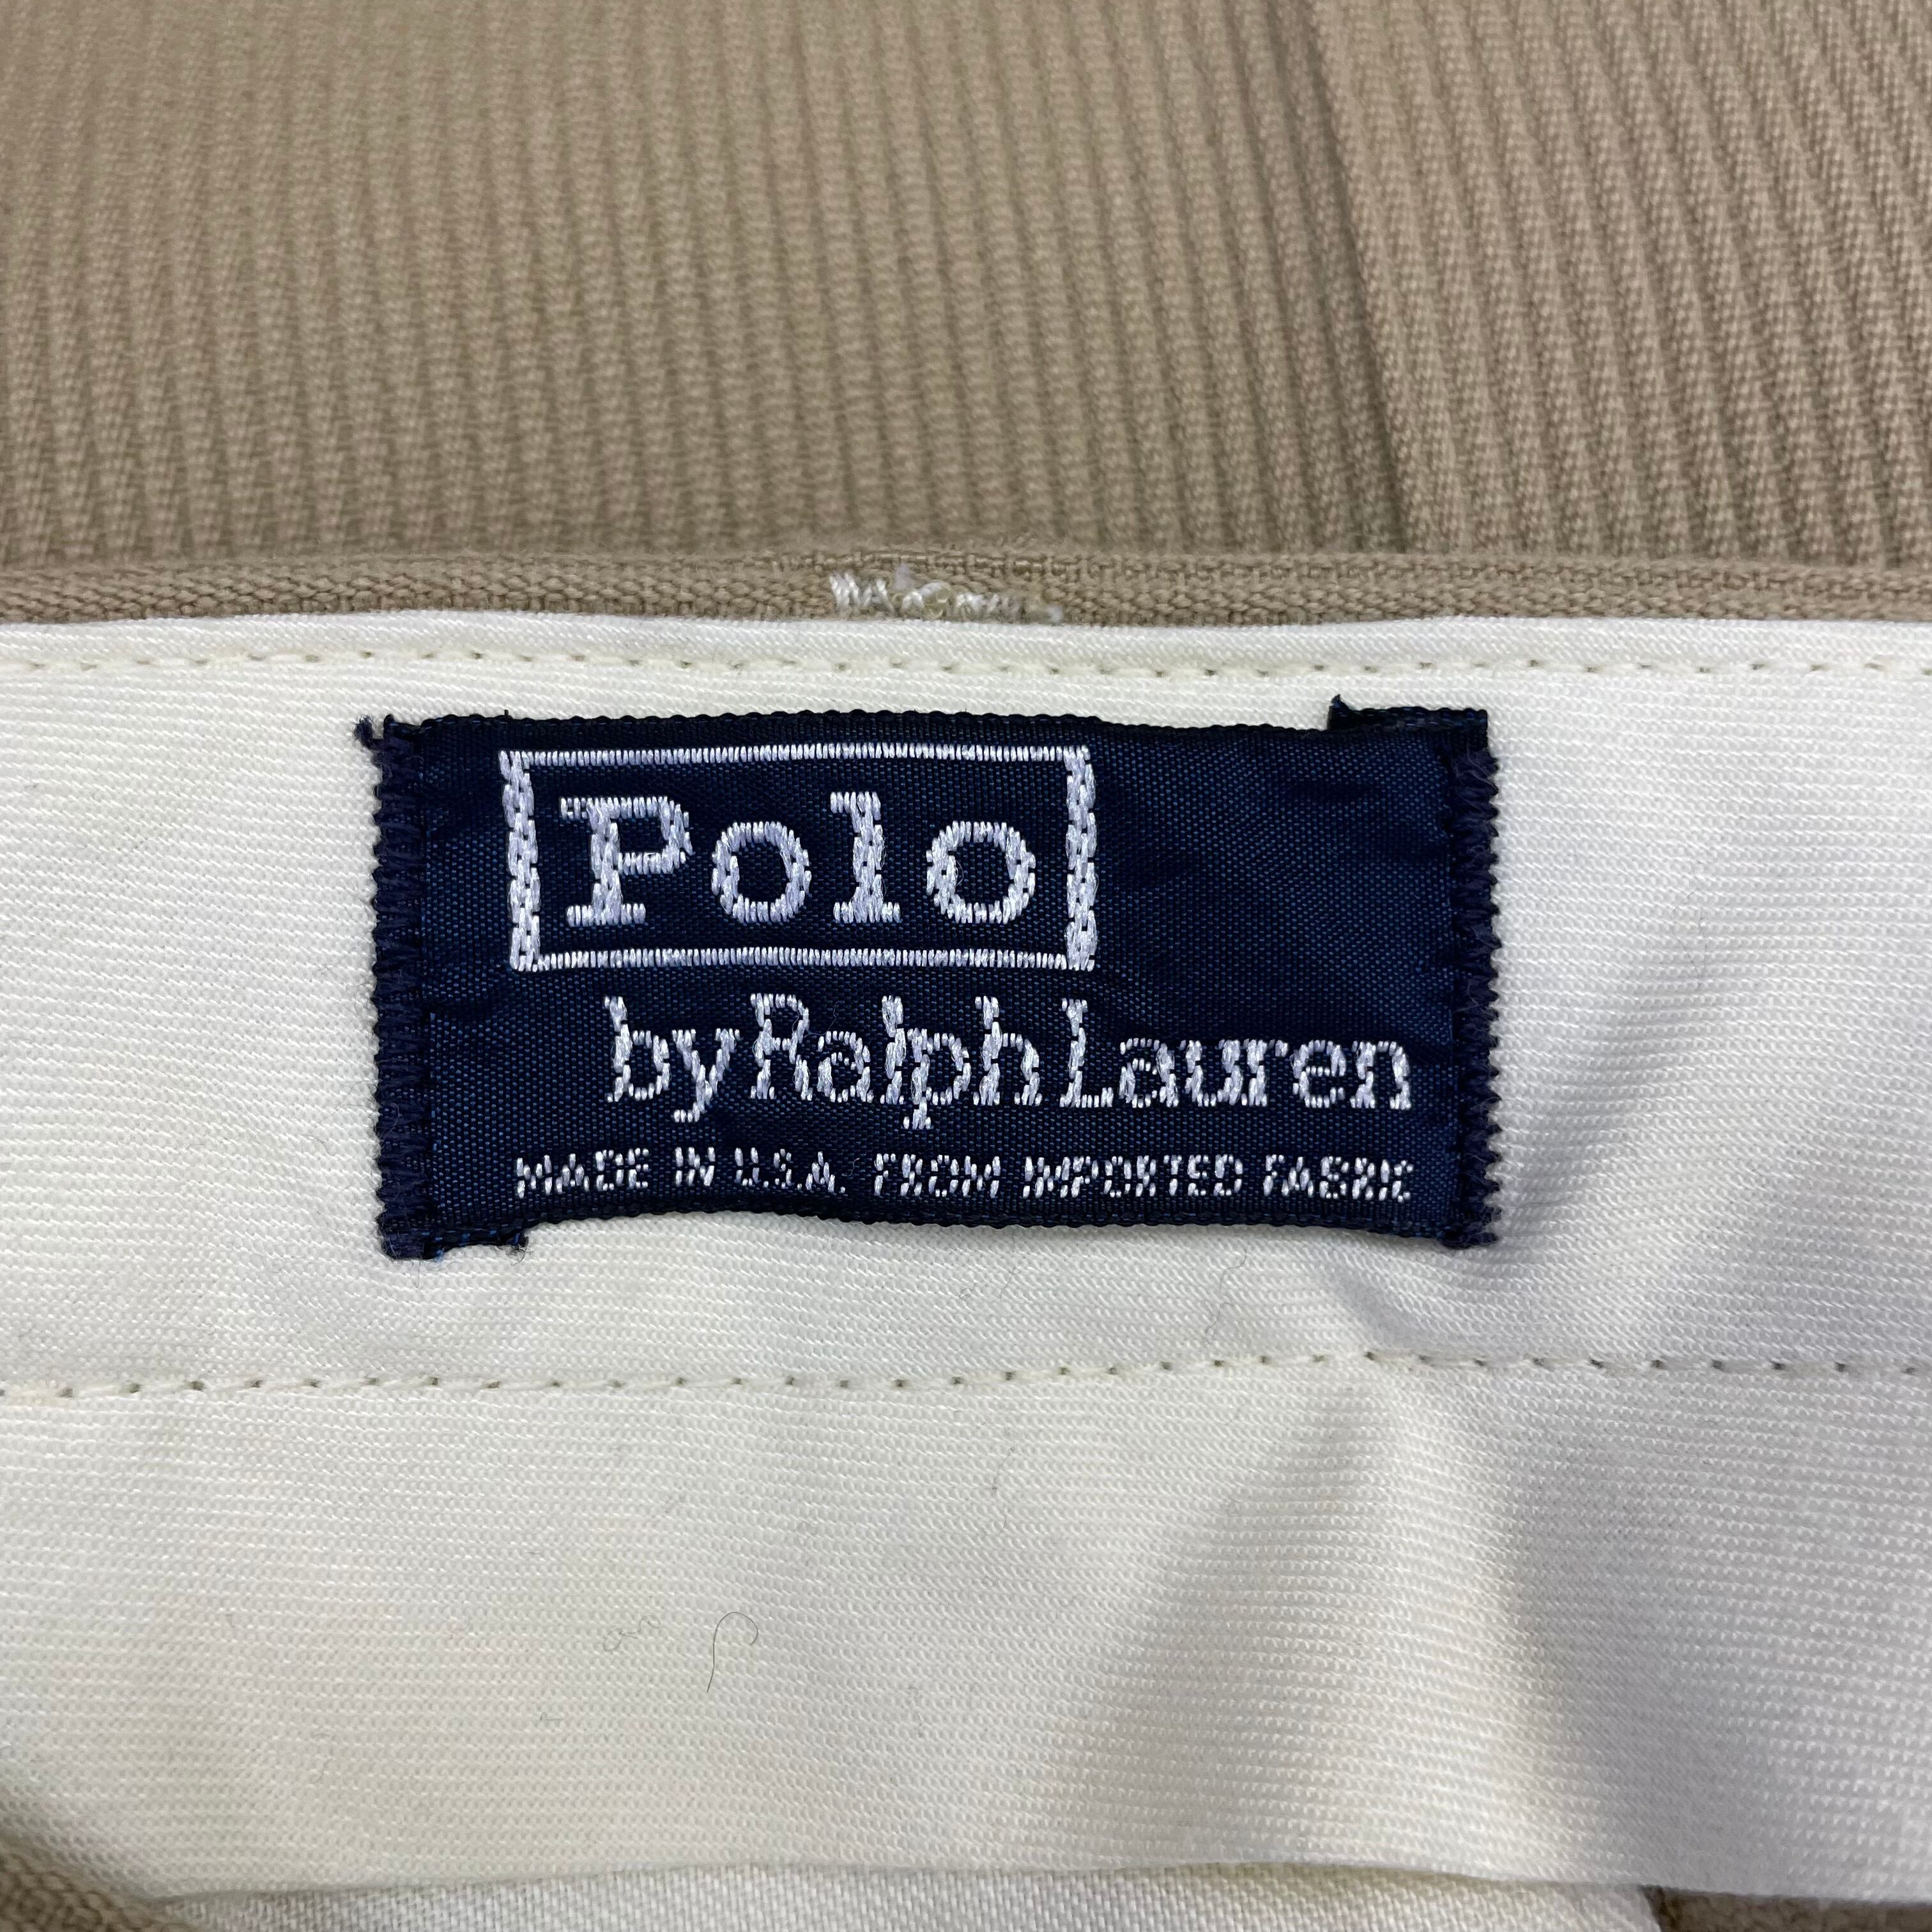 Polo
by Ralph Lauren
MADE IN U.S.A. FROM IMPORTED FABRIC